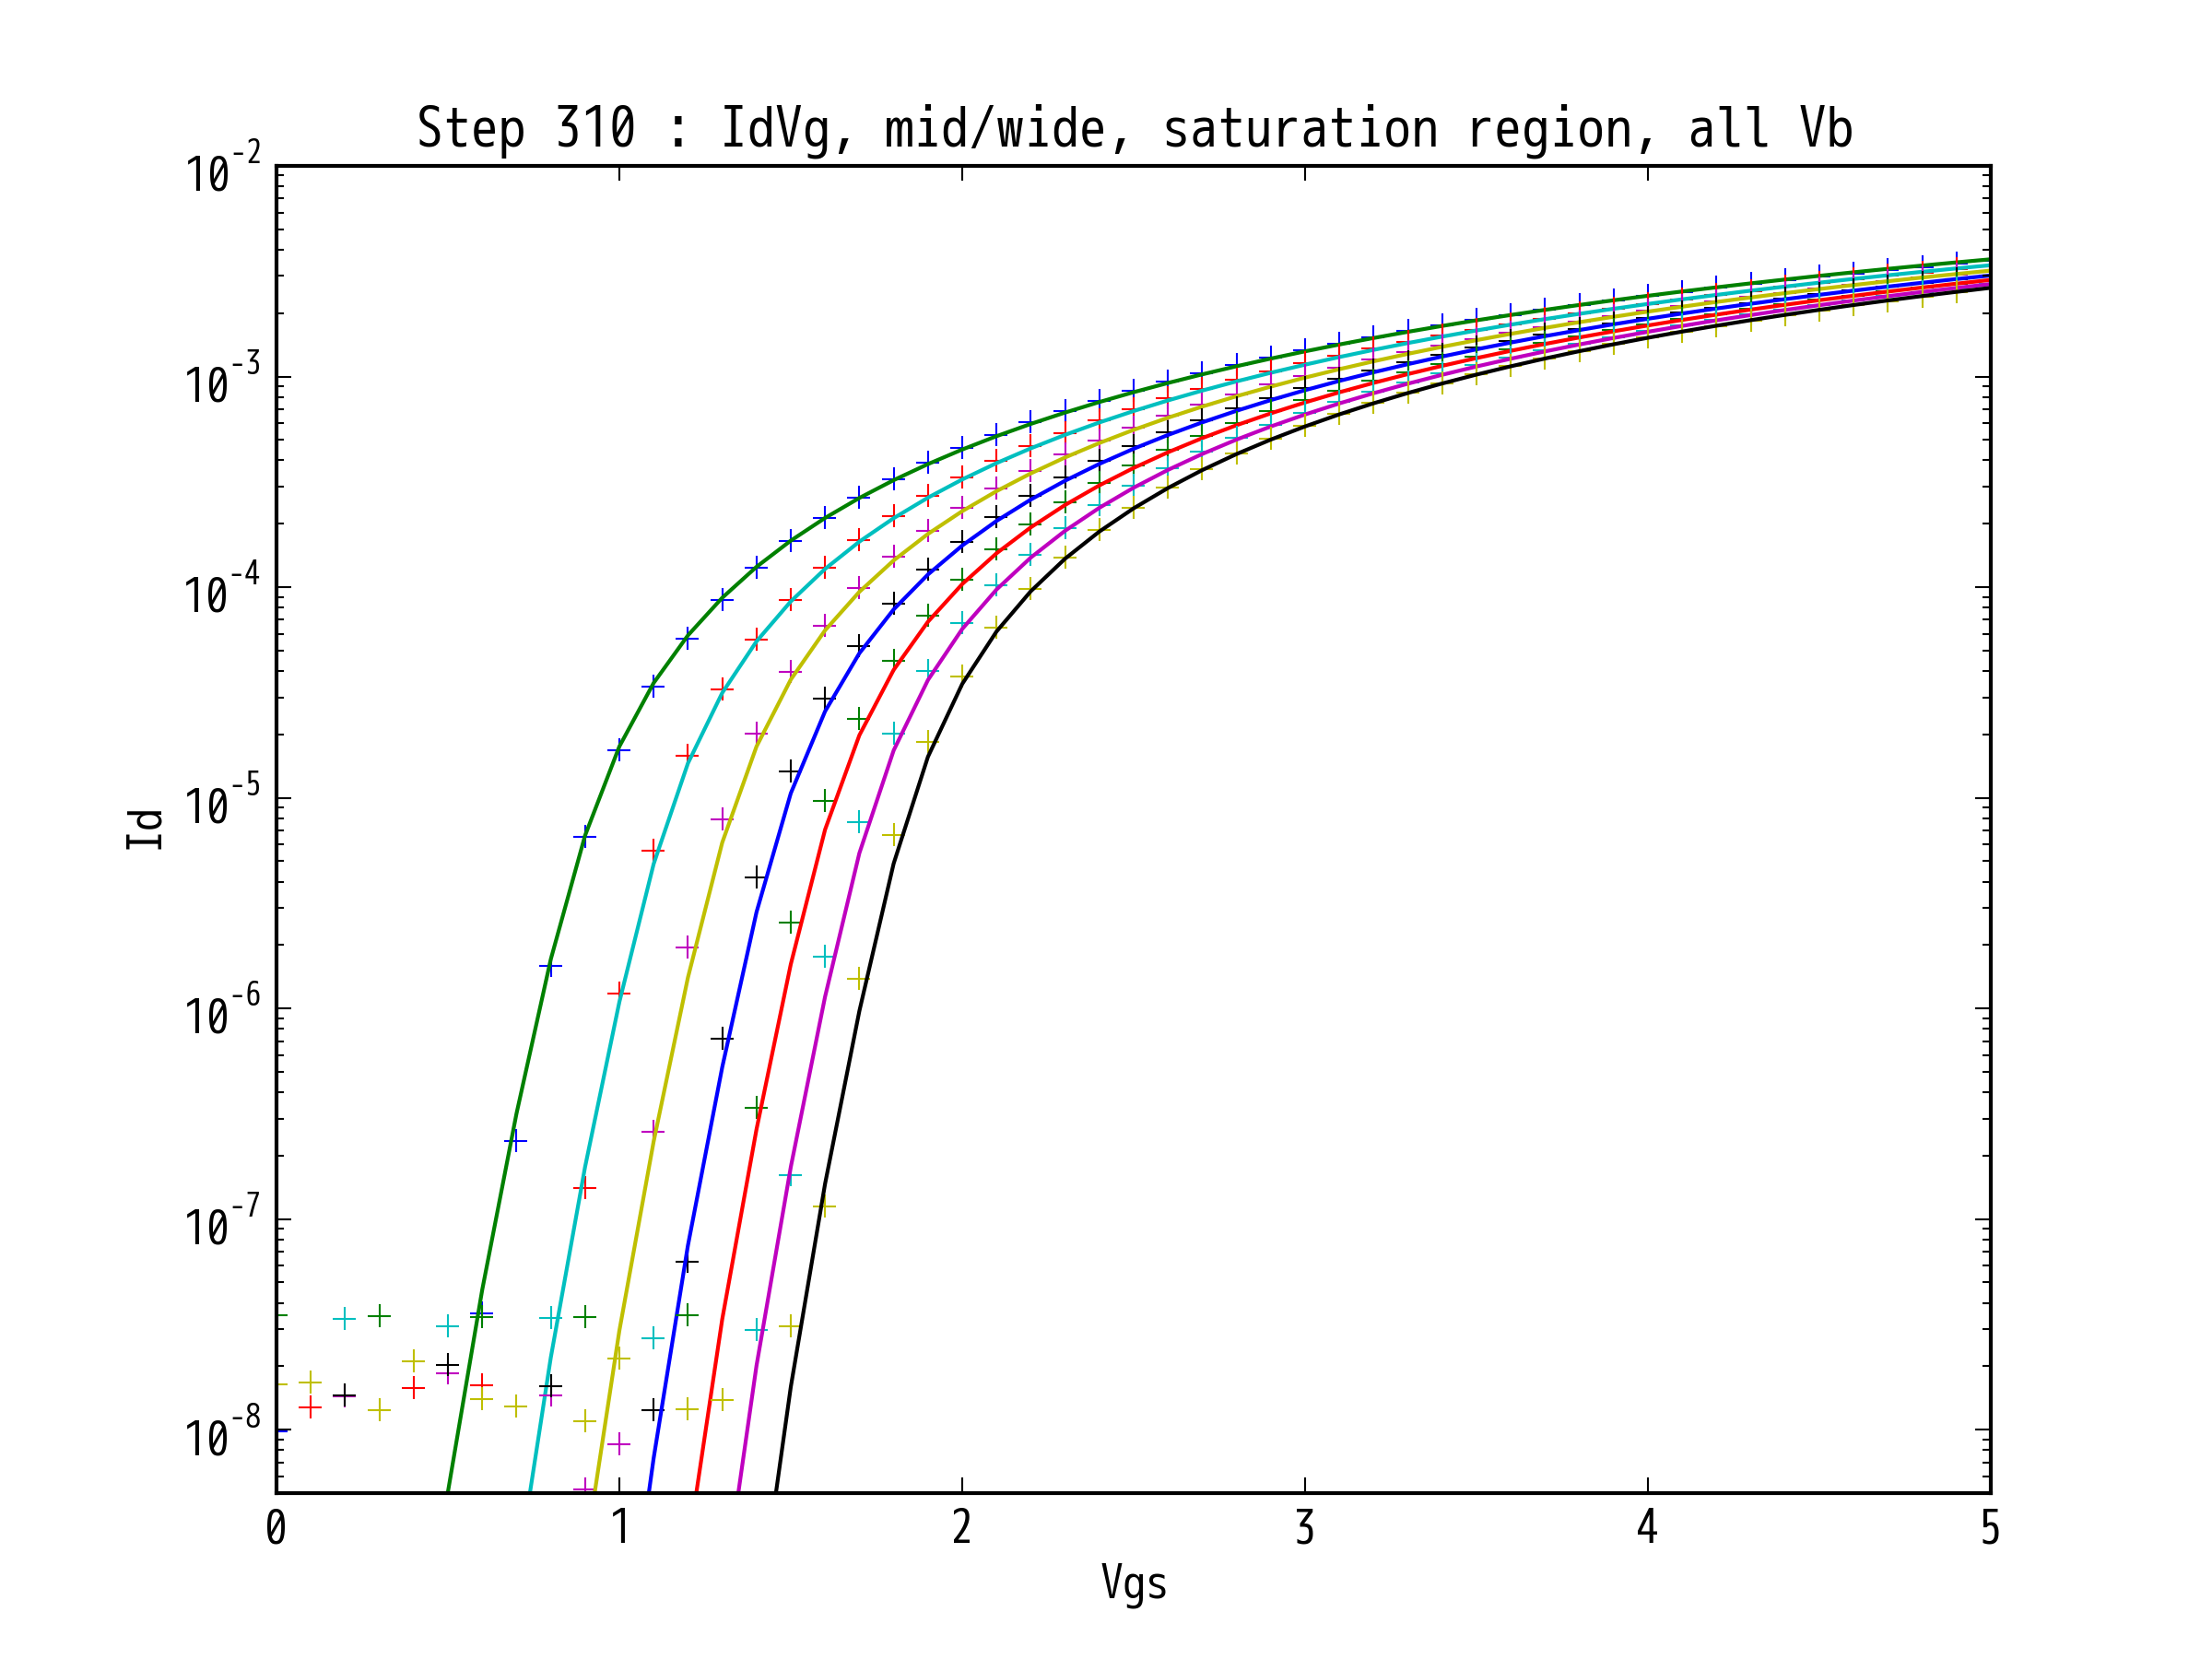 Step 310 : IdVg, mid/wide, saturation region, all Vb
10^-2
10^-3
10^-4
10^-5
10^-6
10^-7
10^-8
Id
0 1 2 3 4 5
Vgs